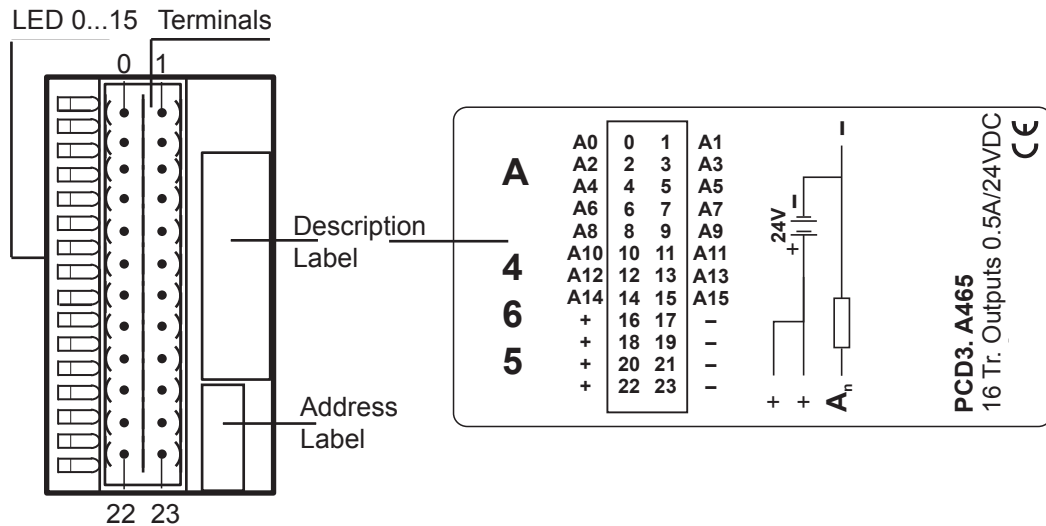 LED 0...15 Terminals
0 1
Description
Label
Address
Label
22 23
A
4
6
5
A0 0 1 A1
A2 2 3 A3
A4 4 5 A5
A6 6 7 A7
A8 8 9 A9
A10 10 11 A11
A12 12 13 A13
A14 14 15 A15
+ 16 17 –
+ 18 19 –
+ 20 21 –
+ 22 23 –
24V
+ –
–
+ + An
PCD3. A465
16 Tr. Outputs 0.5A/24VDC
CE